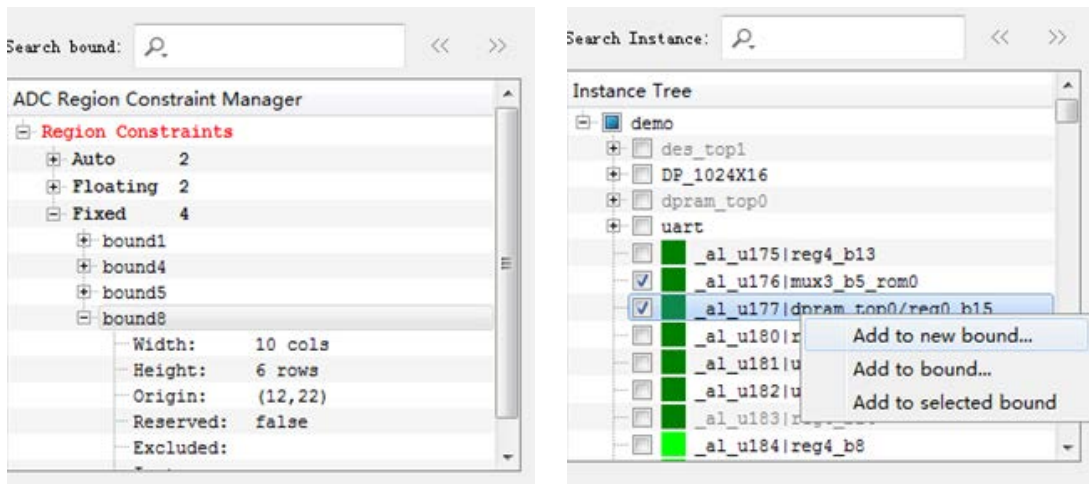 Search bound:
ADC Region Constraint Manager
Region Constraints
Auto 2
Floating 2
Fixed 4
bound1
bound4
bound5
bound8
Width: 10 cols
Height: 6 rows
Origin: (12,22)
Reserved: false
Excluded:
Search Instance:
Instance Tree
demo
des_top1
DP_1024X16
dpram_top0
uart
_al_u175|reg4_b13
_al_u176|mux3_b5_rom0
_al_u177|dpram_top0/reg0_b15
_al_u180|r
_al_u181|u
_al_u182|u
_al_u183|
_al_u184|reg4_b8
Add to new bound...
Add to bound...
Add to selected bound